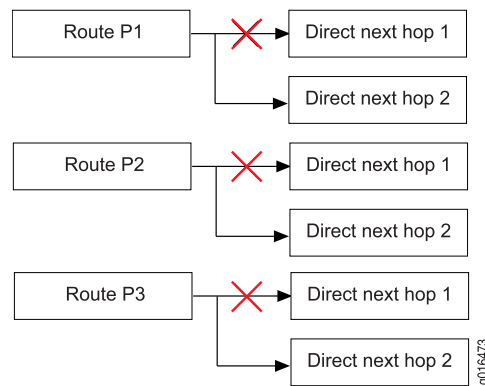 Route P1
Direct next hop 1
Direct next hop 2
Route P2
Direct next hop 1
Direct next hop 2
Route P3
Direct next hop 1
Direct next hop 2
g016473